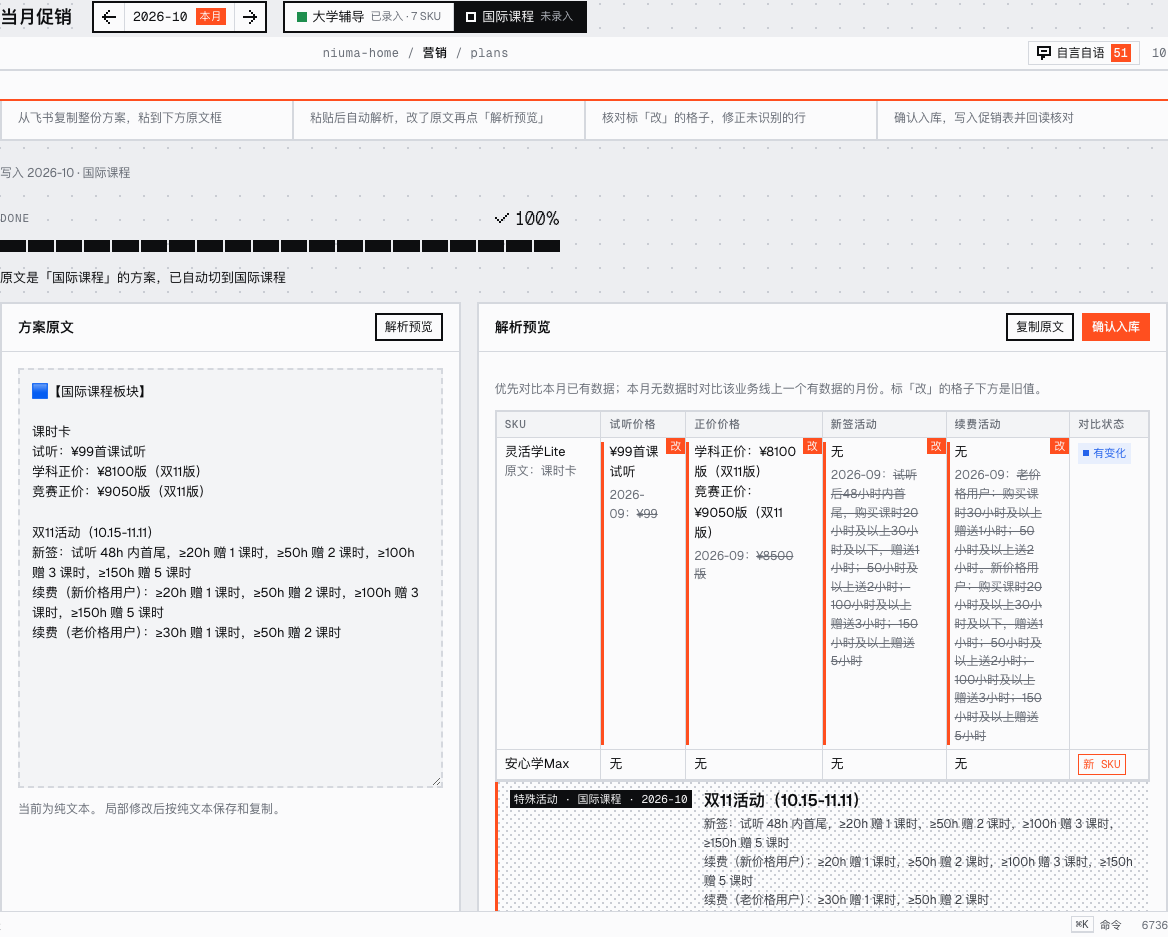 当月促销
← 2026-10 本月 →
大学辅导 已录入·7 SKU
国际课程 未录入
niuma-home / 营销 / plans
自言自语 51
10
从飞书复制整份方案，粘到下方原文框
粘贴后自动解析，改了原文再点「解析预览」
核对标「改」的格子，修正未识别的行
确认入库，写入促销表并回读核对
写入 2026-10 · 国际课程
DONE
100%
原文是「国际课程」的方案，已自动切到国际课程
方案原文
解析预览
🟦【国际课程板块】
课时卡
试听：¥99首课试听
学科正价：¥8100版（双11版）
竞赛正价：¥9050版（双11版）
双11活动（10.15-11.11）
新签：试听 48h 内首尾，≥20h 赠 1 课时，≥50h 赠 2 课时，≥100h
赠 3 课时，≥150h 赠 5 课时
续费（新价格用户）：≥20h 赠 1 课时，≥50h 赠 2 课时，≥100h 赠 3
课时，≥150h 赠 5 课时
续费（老价格用户）：≥30h 赠 1 课时，≥50h 赠 2 课时
当前为纯文本。 局部修改后按纯文本保存和复制。
解析预览
复制原文
确认入库
优先对比本月已有数据；本月无数据时对比该业务线上一个有数据的月份。标「改」的格子下方是旧值。
SKU
试听价格
正价价格
新签活动
续费活动
对比状态
灵活学Lite
原文：课时卡
¥99首课
试听
改
2026-
09：¥99
学科正价：¥8100
版（双11版）
竞赛正价：
¥9050版（双11
版）
改
2026-09：¥8500
版
无
改
2026-09：试听
后48小时内首
尾，购买课时20
小时及以上30小
时及以下，赠送1
小时；50小时及
以上送2小时；
100小时及以上
赠送3小时；150
小时及以上赠送
5小时
无
改
2026-09：老价
格用户：购买课
时30小时及以上
赠送1小时；50
小时及以上送2
小时。新价格用
户：购买课时20
小时及以上30小
时及以下，赠送1
小时；50小时及
以上送2小时；
100小时及以上
赠送3小时；150
小时及以上赠送
5小时
有变化
安心学Max
无
无
无
无
新 SKU
特殊活动 · 国际课程 · 2026-10
双11活动（10.15-11.11）
新签：试听 48h 内首尾，≥20h 赠 1 课时，≥50h 赠 2 课时，≥100h 赠 3 课时，
≥150h 赠 5 课时
续费（新价格用户）：≥20h 赠 1 课时，≥50h 赠 2 课时，≥100h 赠 3 课时，≥150h
赠 5 课时
续费（老价格用户）：≥30h 赠 1 课时，≥50h 赠 2 课时
⌘K 命令
6736